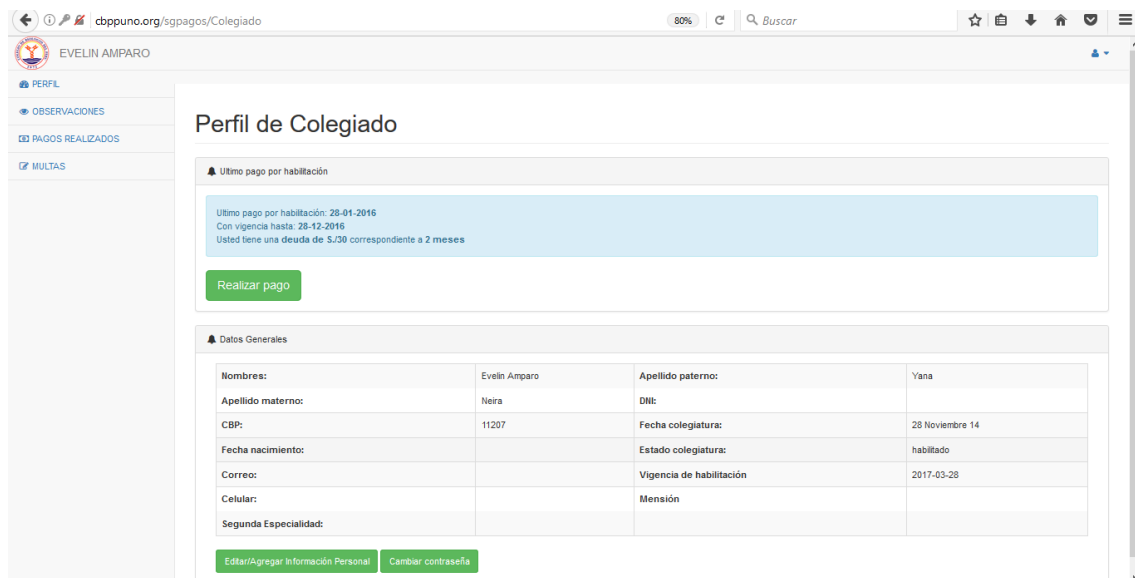 cbppuno.org/sgpagos/Colegiado
80%
Buscar
EVELIN AMPARO
PERFIL
OBSERVACIONES
PAGOS REALIZADOS
MULTAS
Perfil de Colegiado
Ultimo pago por habilitación
Ultimo pago por habilitación: 28-01-2016
Con vigencia hasta: 28-12-2016
Usted tiene una deuda de S./30 correspondiente a 2 meses
Realizar pago
Datos Generales
Nombres: Evelin Amparo Apellido paterno: Yana
Apellido materno: Neira DNI:
CBP: 11207 Fecha colegiatura: 28 Noviembre 14
Fecha nacimiento: Estado colegiatura: habilitado
Correo: Vigencia de habilitación 2017-03-28
Celular: Mensión
Segunda Especialidad:
Editar/Agregar Información Personal Cambiar contraseña